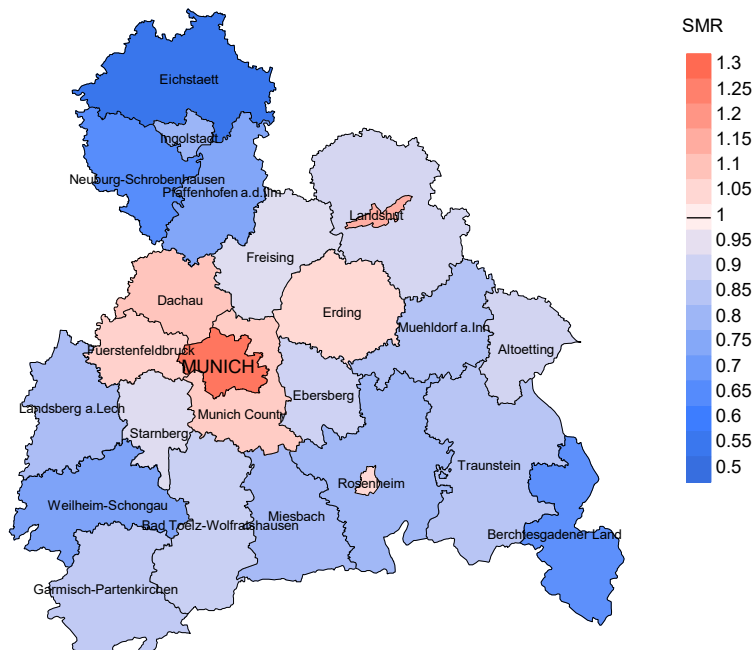 SMR
1.3
1.25
1.2
1.15
1.1
1.05
1
0.95
0.9
0.85
0.8
0.75
0.7
0.65
0.6
0.55
0.5
Eichstaett
Ingolstadt
Neuburg-Schrobenhausen
Pfaffenhofen a.d.Ilm
Landshut
Freising
Dachau
Erding
Muehldorf a.Inn
Altoetting
Fuerstenfeldbruck
MUNICH
Ebersberg
Landsberg a.Lech
Munich County
Starnberg
Traunstein
Rosenheim
Weilheim-Schongau
Miesbach
Bad Toelz-Wolfratshausen
Berchtesgadener Land
Garmisch-Partenkirchen